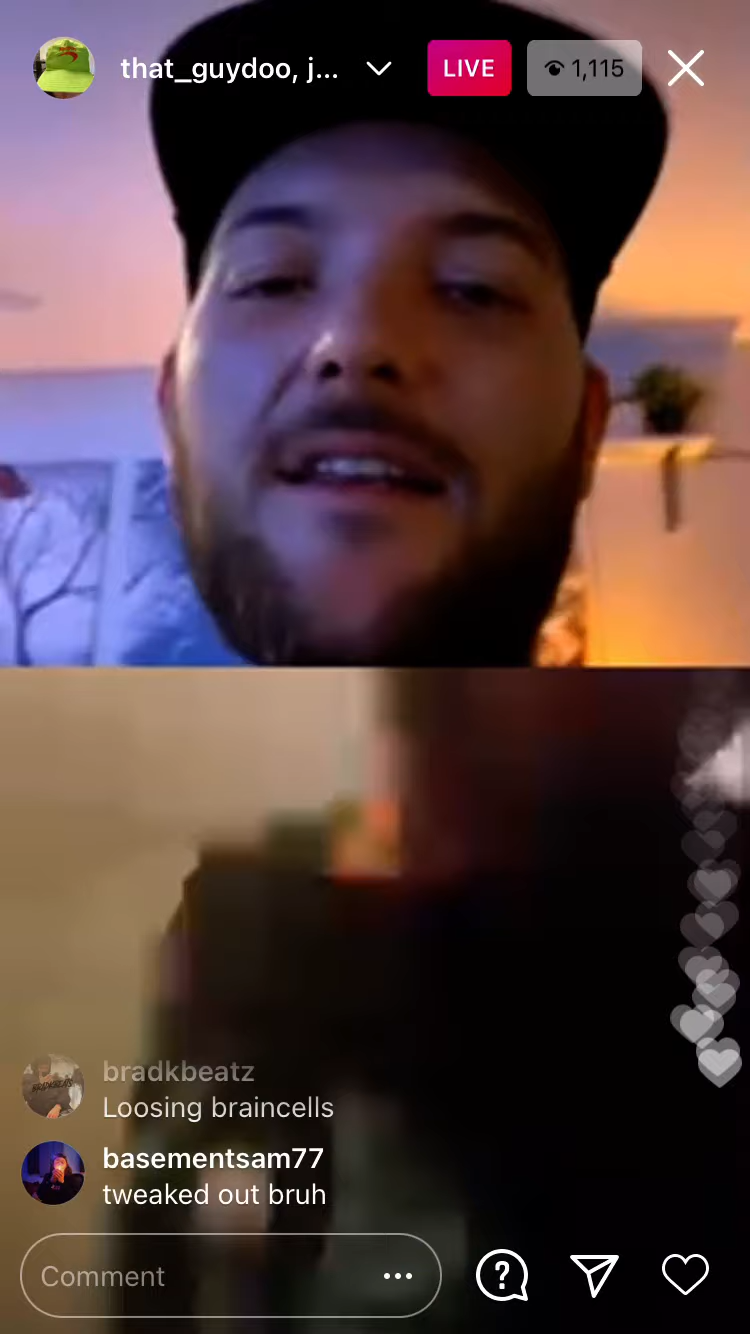 that_guydoo, j... LIVE 1,115
bradkbeatz
Loosing braincells
basementsam77
tweaked out bruh
Comment